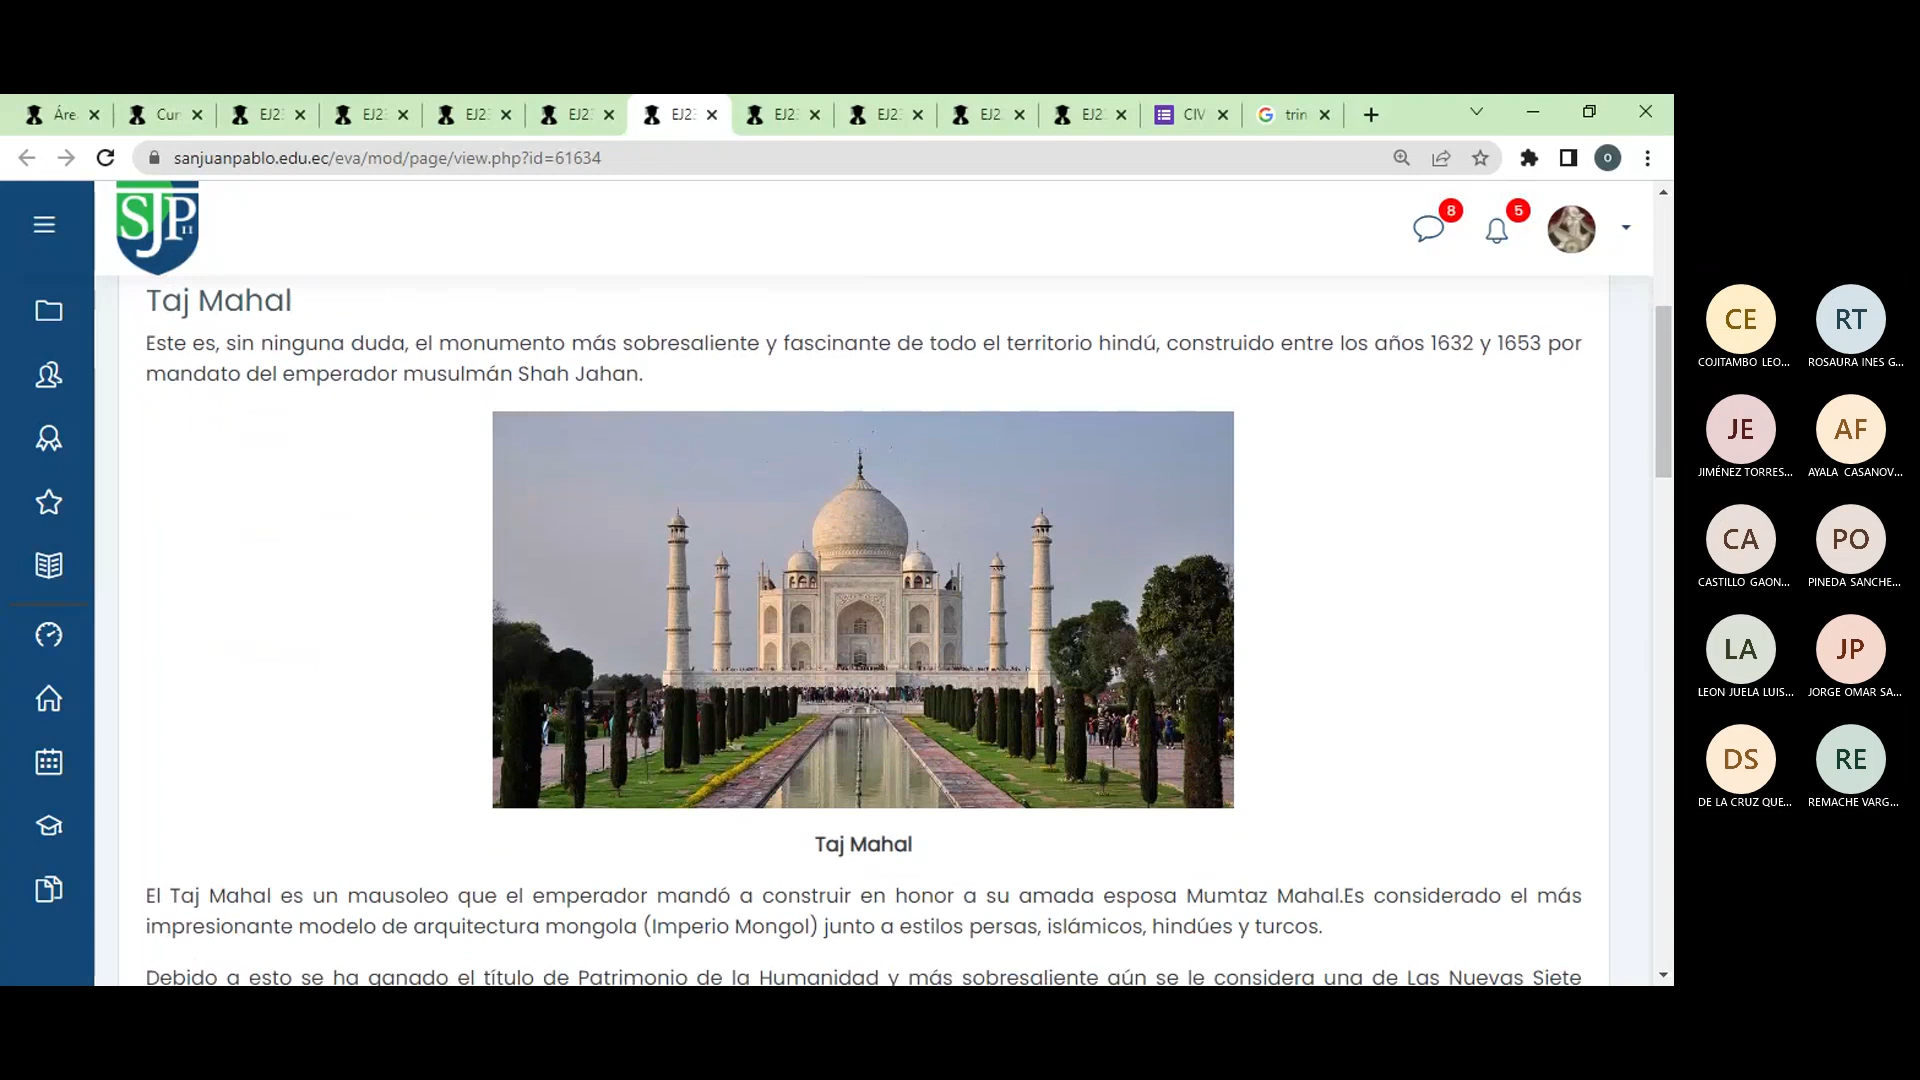 Áre
Cur
EJ2
EJ2
EJ2
EJ2
EJ2
EJ2
EJ2
EJ2
EJ2
CIV
trin
sanjuanpablo.edu.ec/eva/mod/page/view.php?id=61634
O
SJP II
8
5
Taj Mahal
Este es, sin ninguna duda, el monumento más sobresaliente y fascinante de todo el territorio hindú, construido entre los años 1632 y 1653 por
mandato del emperador musulmán Shah Jahan.
Taj Mahal
El Taj Mahal es un mausoleo que el emperador mandó a construir en honor a su amada esposa Mumtaz Mahal.Es considerado el más
impresionante modelo de arquitectura mongola (Imperio Mongol) junto a estilos persas, islámicos, hindúes y turcos.
Debido a esto se ha ganado el título de Patrimonio de la Humanidad y más sobresaliente aún se le considera una de Las Nuevas Siete
CE RT
COJITAMBO LEO... ROSAURA INES G...
JE AF
JIMÉNEZ TORRES... AYALA CASANOV...
CA PO
CASTILLO GAON... PINEDA SANCHE...
LA JP
LEON JUELA LUIS... JORGE OMAR SA...
DS RE
DE LA CRUZ QUE... REMACHE VARG...